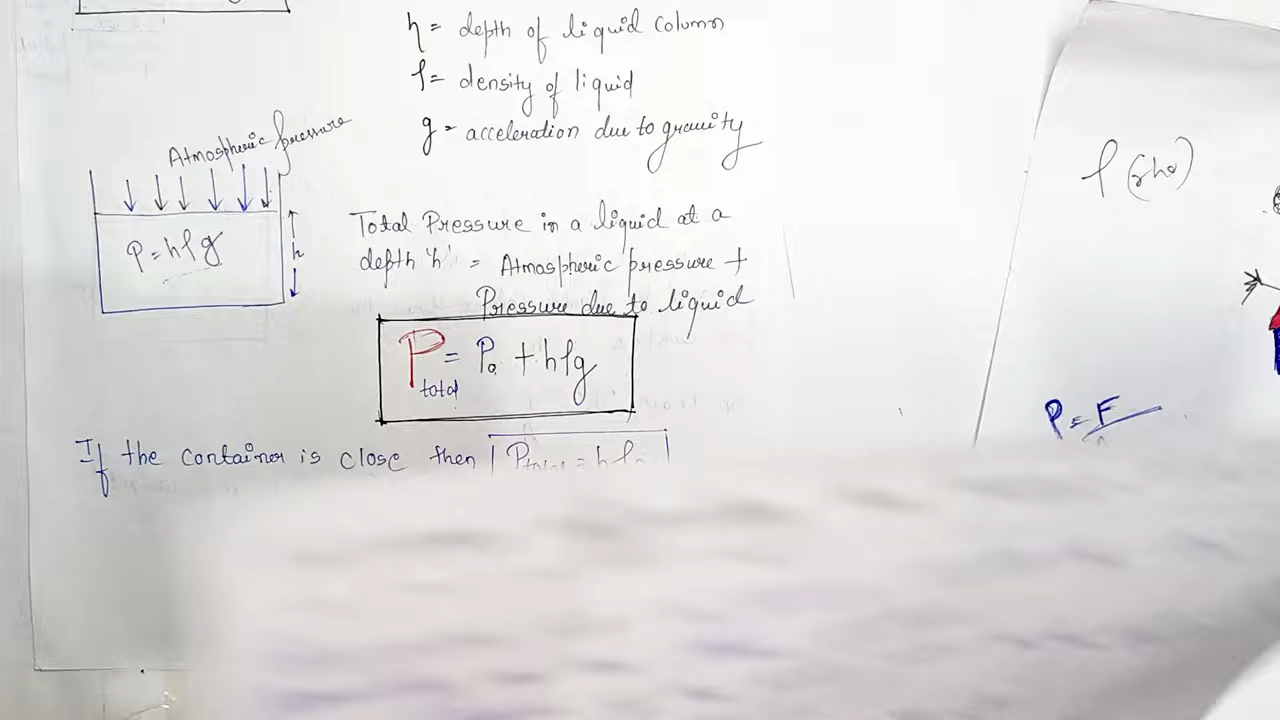 h = depth of liquid column
ρ = density of liquid
g = acceleration due to gravity
Atmospheric pressure
P = hρg
h
Total Pressure in a liquid at a
depth 'h' = Atmospheric pressure +
Pressure due to liquid
P total = Pa + hρg
If the container is close then
ρ (rho)
P = F